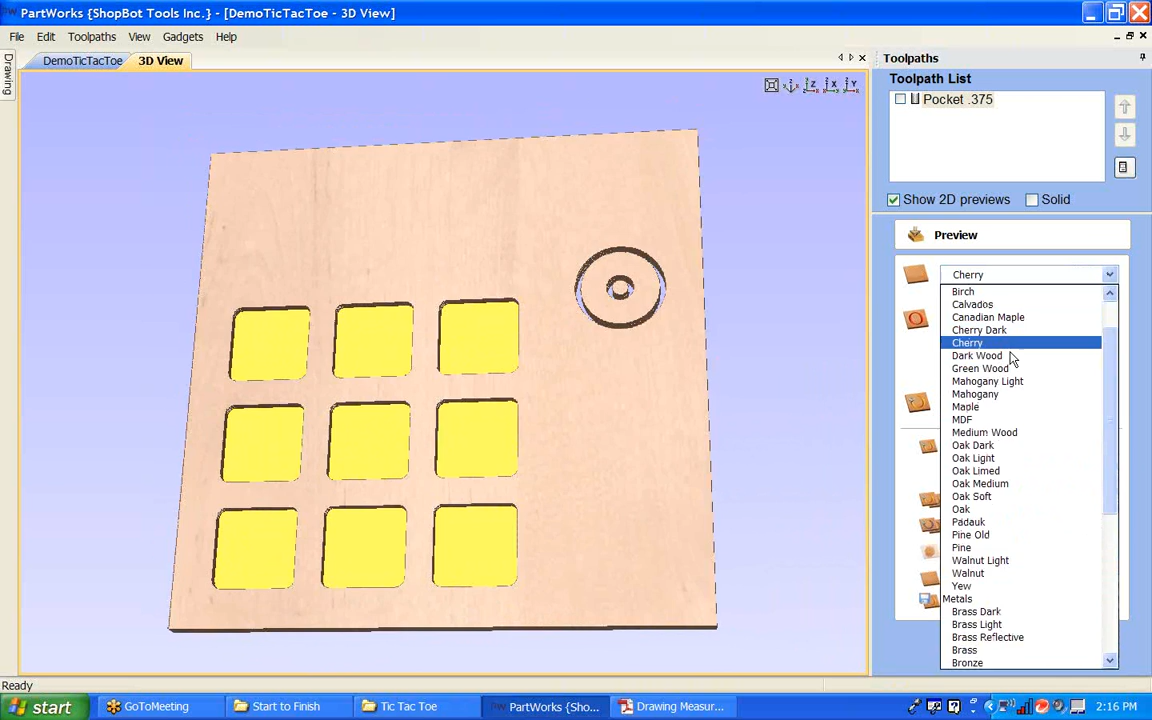 PartWorks {ShopBot Tools Inc.} - [DemoTicTacToe - 3D View]
File Edit Toolpaths View Gadgets Help
Drawing
DemoTicTacToe 3D View
Toolpaths
Toolpath List
Pocket .375
Show 2D previews Solid
Preview
Cherry
Birch
Calvados
Canadian Maple
Cherry Dark
Cherry
Dark Wood
Green Wood
Mahogany Light
Mahogany
Maple
MDF
Medium Wood
Oak Dark
Oak Light
Oak Limed
Oak Medium
Oak Soft
Oak
Padauk
Pine Old
Pine
Walnut Light
Walnut
Yew
Metals
Brass Dark
Brass Light
Brass Reflective
Brass
Bronze
Ready
start GoToMeeting Start to Finish Tic Tac Toe PartWorks {Sho... Drawing Measur... 2:16 PM